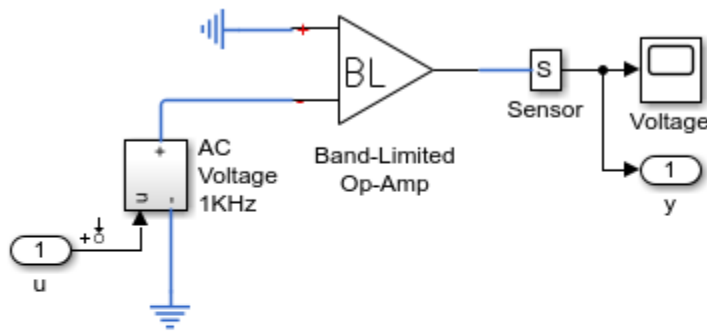 +
BL
-
S
Sensor
Voltage
Band-Limited
Op-Amp
1
y
+
u
-
AC
Voltage
1KHz
1
u
+